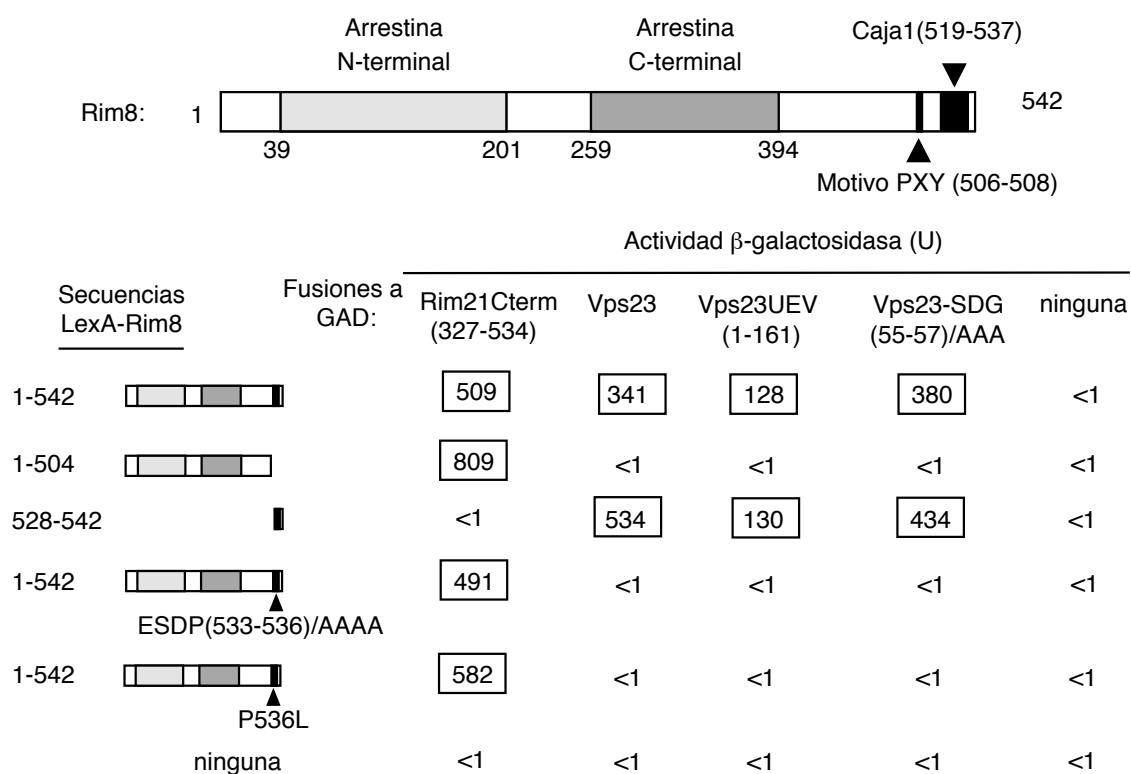 Arrestina Arrestina Caja1(519-537)
N-terminal C-terminal
Rim8: 1 542
39 201 259 394
Motivo PXY (506-508)
Actividad β-galactosidasa (U)
Secuencias Fusiones a Rim21Cterm Vps23 Vps23UEV Vps23-SDG ninguna
LexA-Rim8 GAD: (327-534) (1-161) (55-57)/AAA
1-542 509 341 128 380 <1
1-504 809 <1 <1 <1 <1
528-542 <1 534 130 434 <1
1-542 491 <1 <1 <1 <1
ESDP(533-536)/AAAA
1-542 582 <1 <1 <1 <1
P536L
ninguna <1 <1 <1 <1 <1